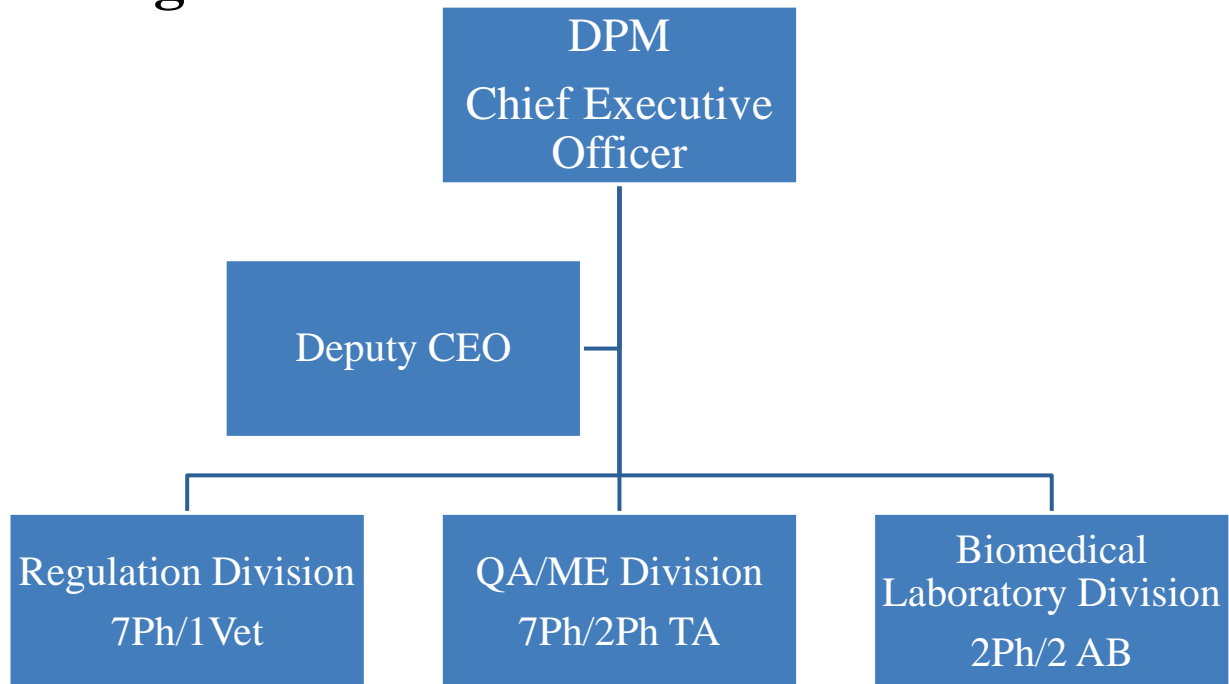 DPM
Chief Executive
Officer
Deputy CEO
Regulation Division
7Ph/1Vet
QA/ME Division
7Ph/2Ph TA
Biomedical
Laboratory Division
2Ph/2 AB